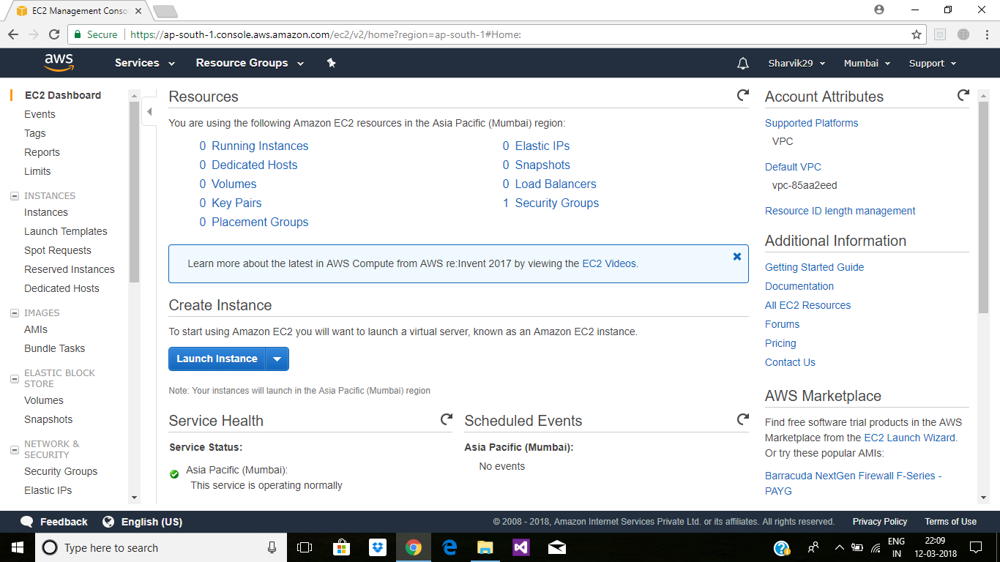 EC2 Management Conso
Secure
https://ap-south-1.console.aws.amazon.com/ec2/v2/home?region=ap-south-1#Home:
aws
Services
Resource Groups
Sharvik29
Mumbai
Support
EC2 Dashboard
Events
Tags
Reports
Limits
INSTANCES
Instances
Launch Templates
Spot Requests
Reserved Instances
Dedicated Hosts
IMAGES
AMIs
Bundle Tasks
ELASTIC BLOCK
STORE
Volumes
Snapshots
NETWORK &
SECURITY
Security Groups
Elastic IPs
Resources
You are using the following Amazon EC2 resources in the Asia Pacific (Mumbai) region:
0 Running Instances
0 Elastic IPs
0 Dedicated Hosts
0 Snapshots
0 Volumes
0 Load Balancers
0 Key Pairs
1 Security Groups
0 Placement Groups
Learn more about the latest in AWS Compute from AWS re:Invent 2017 by viewing the EC2 Videos.
Create Instance
To start using Amazon EC2 you will want to launch a virtual server, known as an Amazon EC2 instance.
Launch Instance
Note: Your instances will launch in the Asia Pacific (Mumbai) region
Service Health
Service Status:
Asia Pacific (Mumbai):
This service is operating normally
Scheduled Events
Asia Pacific (Mumbai):
No events
Account Attributes
Supported Platforms
VPC
Default VPC
vpc-85aa2eed
Resource ID length management
Additional Information
Getting Started Guide
Documentation
All EC2 Resources
Forums
Pricing
Contact Us
AWS Marketplace
Find free software trial products in the AWS
Marketplace from the EC2 Launch Wizard.
Or try these popular AMIs:
Barracuda NextGen Firewall F-Series -
PAYG
Feedback
English (US)
© 2008 - 2018, Amazon Internet Services Private Ltd. or its affiliates. All rights reserved.
Privacy Policy
Terms of Use
Type here to search
ENG
IN
22:09
12-03-2018